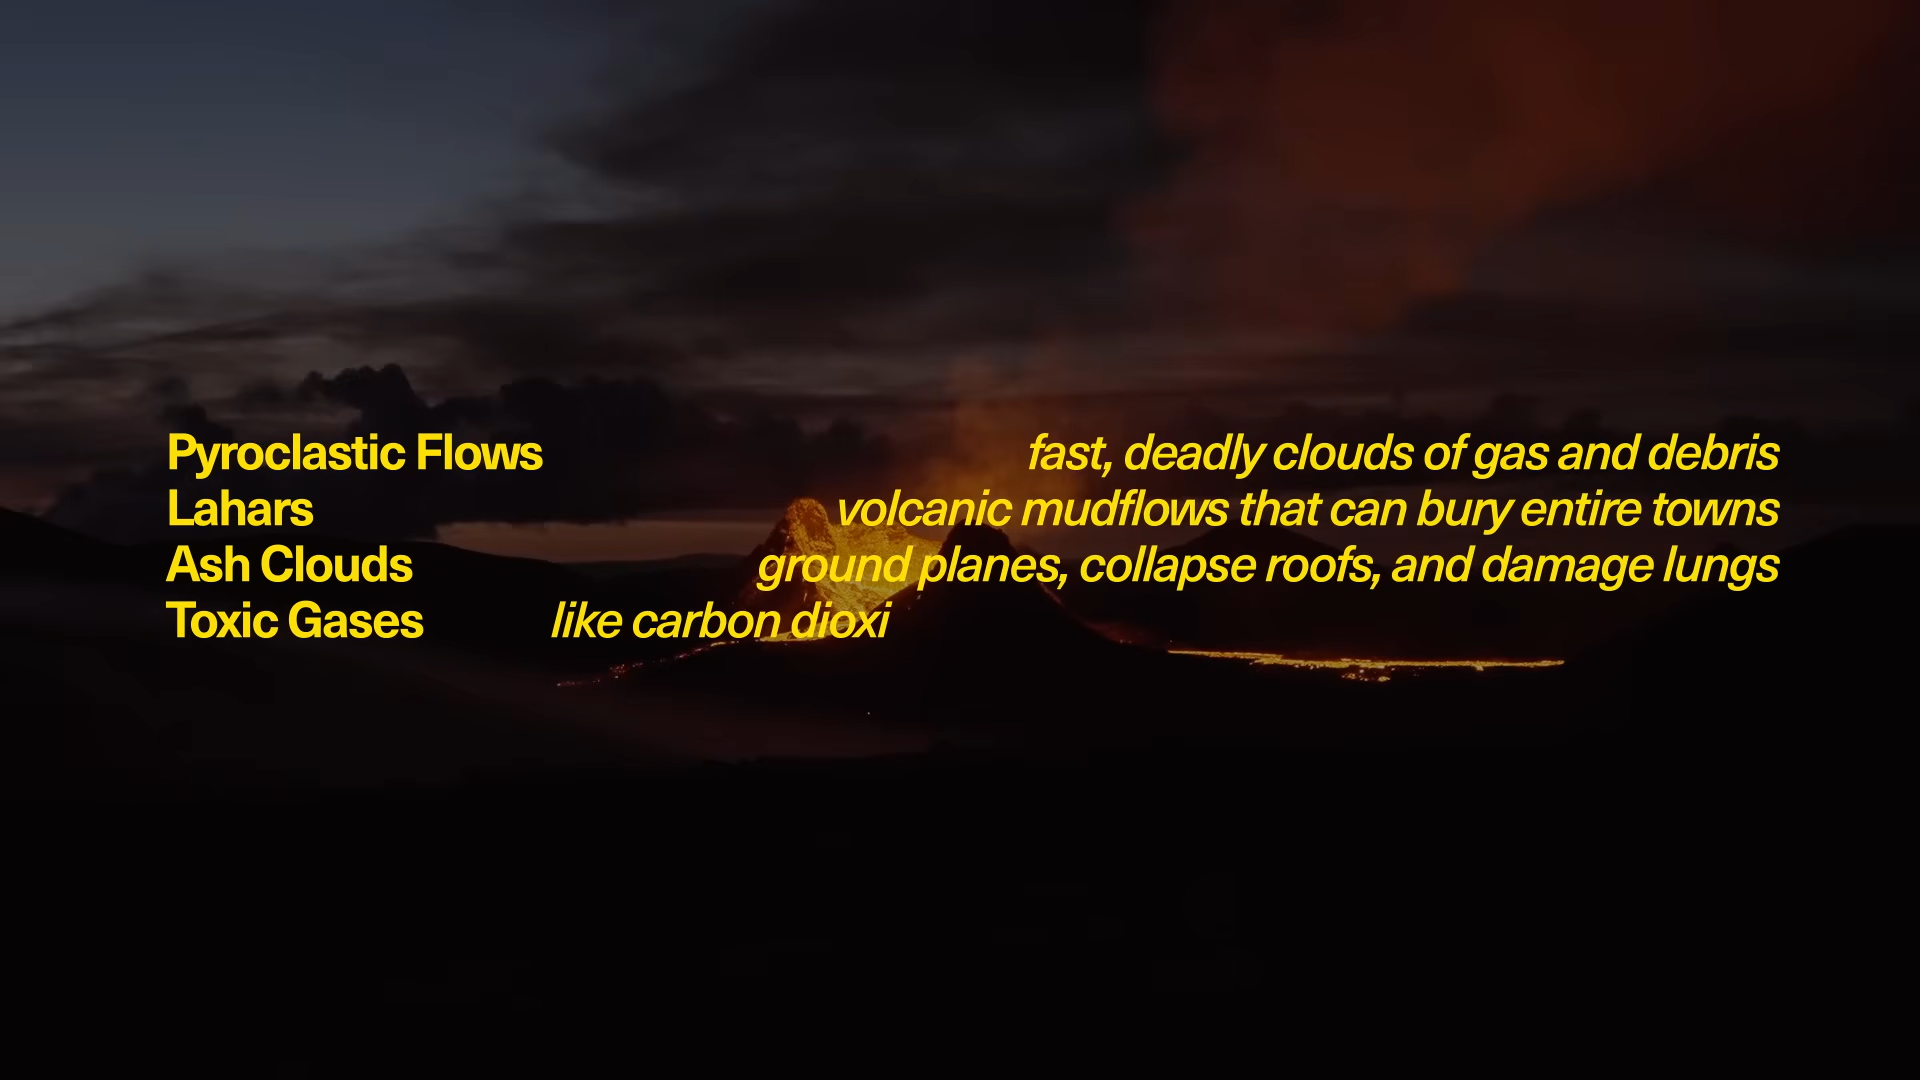 Pyroclastic Flows fast, deadly clouds of gas and debris
Lahars volcanic mudflows that can bury entire towns
Ash Clouds ground planes, collapse roofs, and damage lungs
Toxic Gases like carbon dioxi